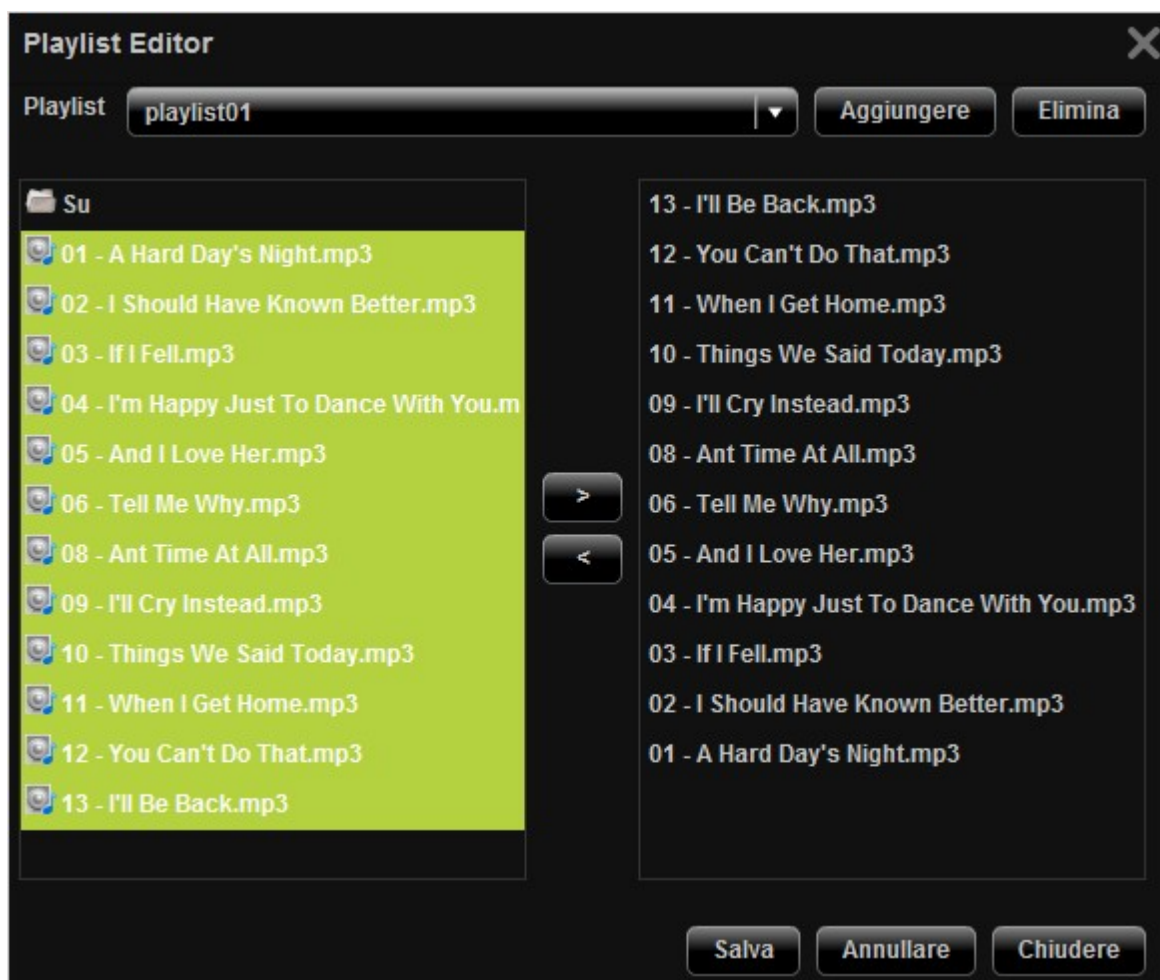 Playlist Editor
Playlist playlist01 Aggiungere Elimina
Su
01 - A Hard Day's Night.mp3
02 - I Should Have Known Better.mp3
03 - If I Fell.mp3
04 - I'm Happy Just To Dance With You.m
05 - And I Love Her.mp3
06 - Tell Me Why.mp3
08 - Ant Time At All.mp3
09 - I'll Cry Instead.mp3
10 - Things We Said Today.mp3
11 - When I Get Home.mp3
12 - You Can't Do That.mp3
13 - I'll Be Back.mp3
>
<
13 - I'll Be Back.mp3
12 - You Can't Do That.mp3
11 - When I Get Home.mp3
10 - Things We Said Today.mp3
09 - I'll Cry Instead.mp3
08 - Ant Time At All.mp3
06 - Tell Me Why.mp3
05 - And I Love Her.mp3
04 - I'm Happy Just To Dance With You.mp3
03 - If I Fell.mp3
02 - I Should Have Known Better.mp3
01 - A Hard Day's Night.mp3
Salva Annullare Chiudere